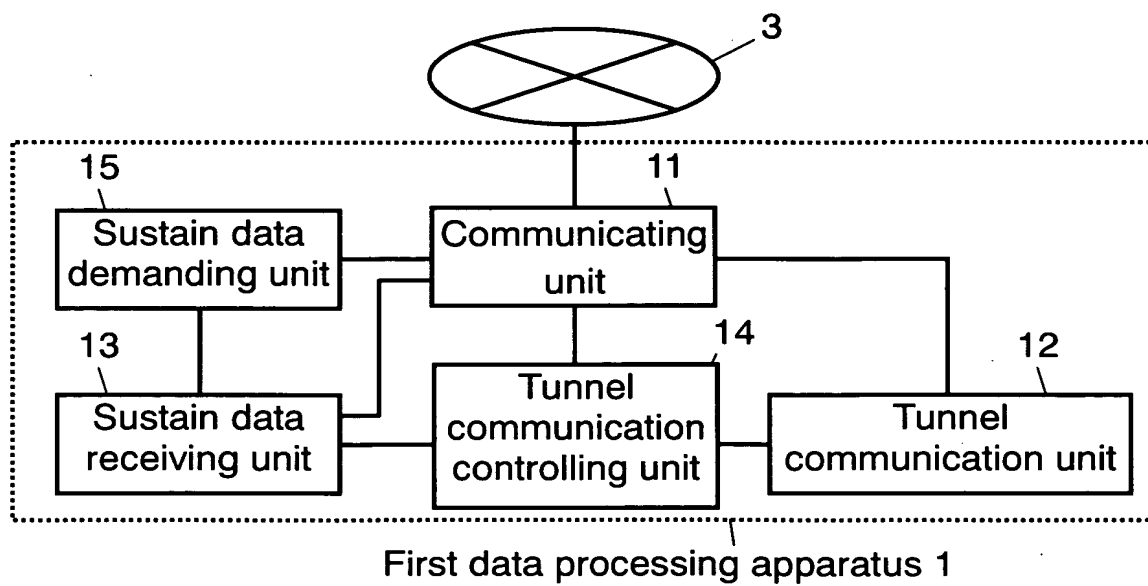 3
15
11
Sustain data
demanding unit
Communicating
unit
13
14
12
Sustain data
receiving unit
Tunnel
communication
controlling unit
Tunnel
communication unit
First data processing apparatus 1